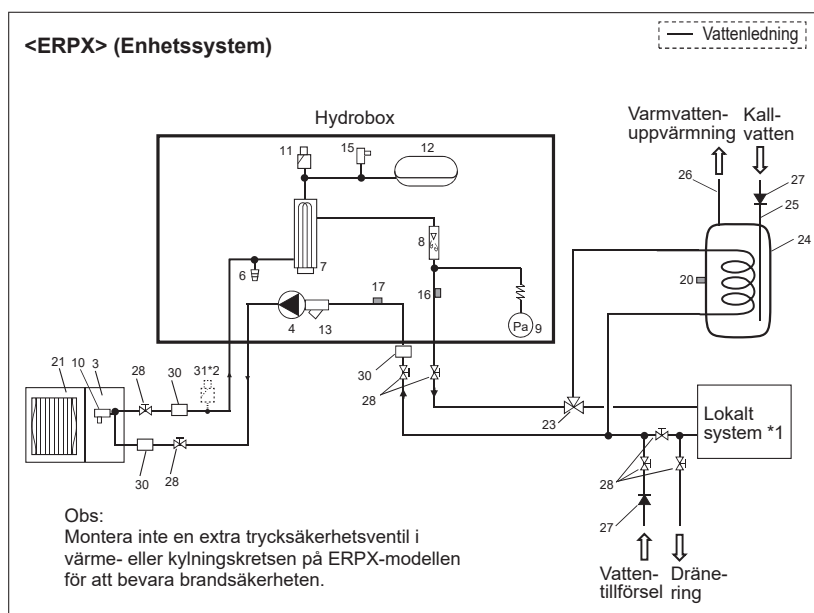 <ERPX> (Enhetssystem)
Vattenledning
Hydrobox
Varmvatten-
uppvärmning
Kall-
vatten
11
15
12
26
27
25
24
8
6
7
20
17
16
4
13
Pa
9
21
10
3
28
30
31*2
30
28
23
Lokalt
system *1
30
28
28
27
Obs:
Montera inte en extra trycksäkerhetsventil i
värme- eller kylningskretsen på ERPX-modellen
för att bevara brandsäkerheten.
Vatten-
tillförsel
Dräne-
ring